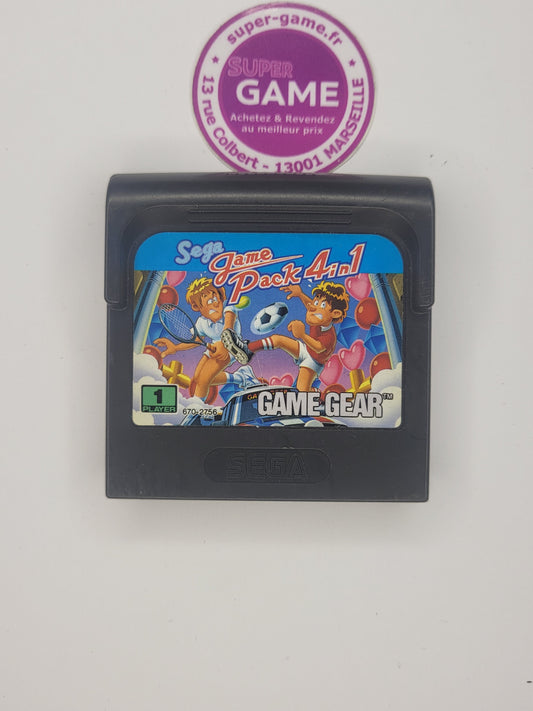 super-game.fr
SUPER
GAME
Achetez & Revendez
au meilleur prix
13 rue Colbert - 13001 MARSEILLE
Sega
game
Pack 4 in 1
1
PLAYER
670-2756
GAME GEAR™
SEGA